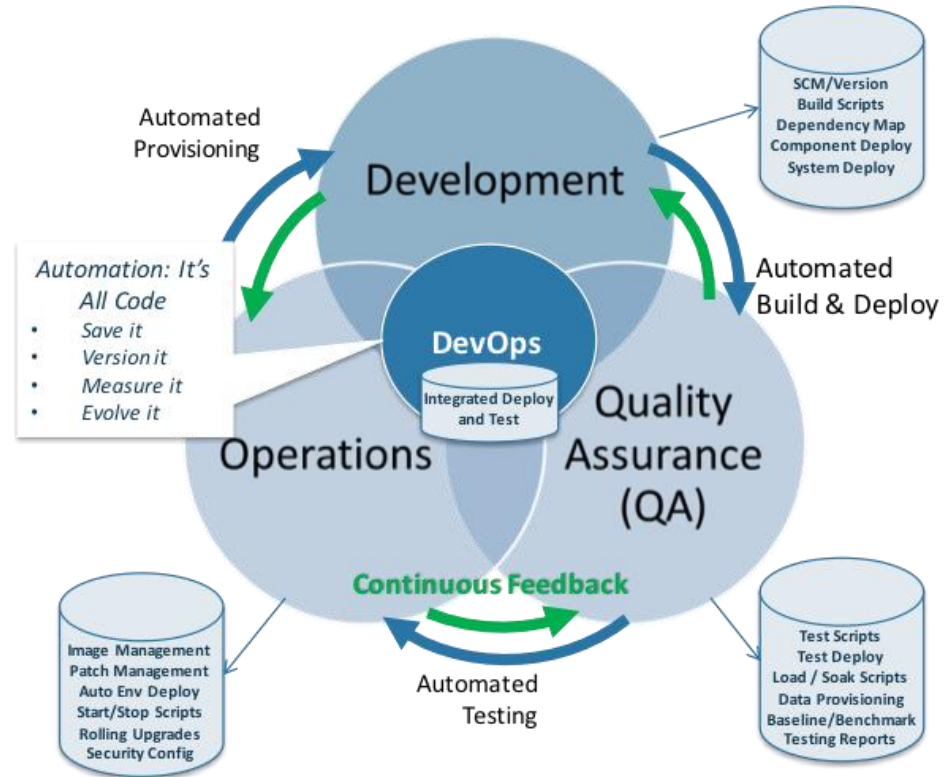 SCM/Version
Build Scripts
Dependency Map
Component Deploy
System Deploy
Automated
Provisioning
Development
Automation: It's
All Code
• Save it
• Version it
• Measure it
• Evolve it
Automated
Build & Deploy
DevOps
Integrated Deploy
and Test
Operations
Quality
Assurance
(QA)
Continuous Feedback
Automated
Testing
Image Management
Patch Management
Auto Env Deploy
Start/Stop Scripts
Rolling Upgrades
Security Config
Test Scripts
Test Deploy
Load / Soak Scripts
Data Provisioning
Baseline/Benchmark
Testing Reports